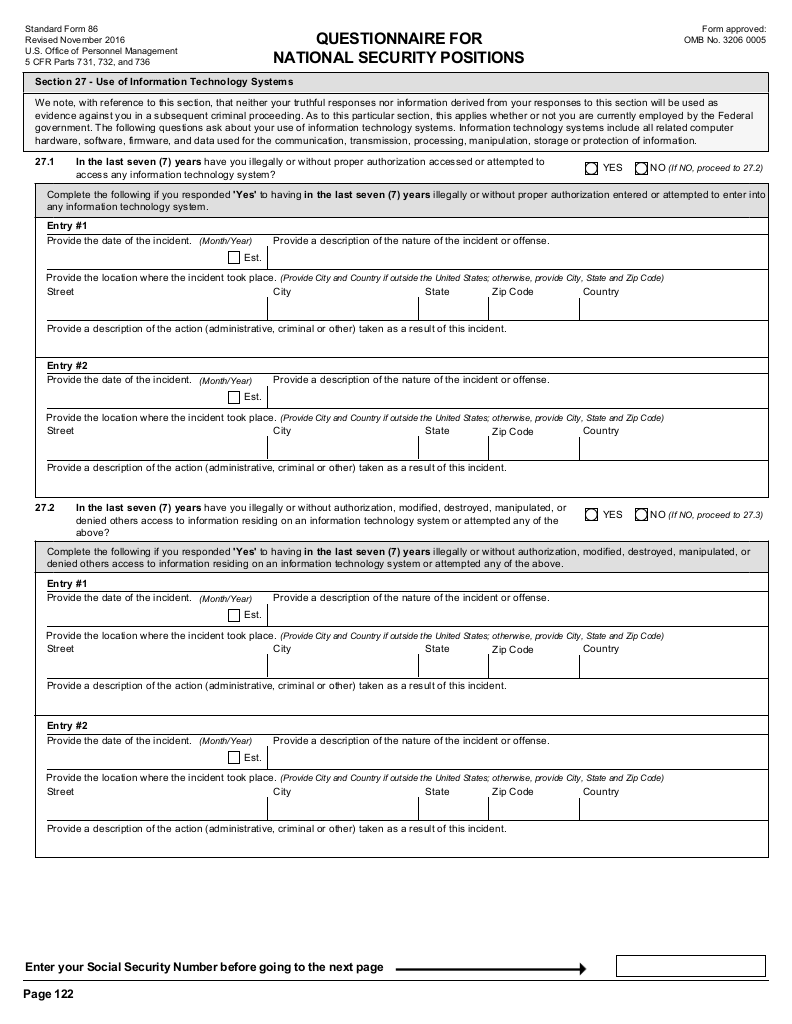 Standard Form 86
Revised November 2016
U.S. Office of Personnel Management
5 CFR Parts 731, 732, and 736
QUESTIONNAIRE FOR
NATIONAL SECURITY POSITIONS
Form approved:
OMB No. 3206 0005
Section 27 - Use of Information Technology Systems
We note, with reference to this section, that neither your truthful responses nor information derived from your responses to this section will be used as
evidence against you in a subsequent criminal proceeding. As to this particular section, this applies whether or not you are currently employed by the Federal
government. The following questions ask about your use of information technology systems. Information technology systems include all related computer
hardware, software, firmware, and data used for the communication, transmission, processing, manipulation, storage or protection of information.
27.1 In the last seven (7) years have you illegally or without proper authorization accessed or attempted to
access any information technology system?
YES NO (If NO, proceed to 27.2)
Complete the following if you responded 'Yes' to having in the last seven (7) years illegally or without proper authorization entered or attempted to enter into
any information technology system.
Entry #1
Provide the date of the incident. (Month/Year) Provide a description of the nature of the incident or offense.
Est.
Provide the location where the incident took place. (Provide City and Country if outside the United States; otherwise, provide City, State and Zip Code)
Street City State Zip Code Country
Provide a description of the action (administrative, criminal or other) taken as a result of this incident.
Entry #2
Provide the date of the incident. (Month/Year) Provide a description of the nature of the incident or offense.
Est.
Provide the location where the incident took place. (Provide City and Country if outside the United States; otherwise, provide City, State and Zip Code)
Street City State Zip Code Country
Provide a description of the action (administrative, criminal or other) taken as a result of this incident.
27.2 In the last seven (7) years have you illegally or without authorization, modified, destroyed, manipulated, or
denied others access to information residing on an information technology system or attempted any of the
above?
YES NO (If NO, proceed to 27.3)
Complete the following if you responded 'Yes' to having in the last seven (7) years illegally or without authorization, modified, destroyed, manipulated, or
denied others access to information residing on an information technology system or attempted any of the above.
Entry #1
Provide the date of the incident. (Month/Year) Provide a description of the nature of the incident or offense.
Est.
Provide the location where the incident took place. (Provide City and Country if outside the United States; otherwise, provide City, State and Zip Code)
Street City State Zip Code Country
Provide a description of the action (administrative, criminal or other) taken as a result of this incident.
Entry #2
Provide the date of the incident. (Month/Year) Provide a description of the nature of the incident or offense.
Est.
Provide the location where the incident took place. (Provide City and Country if outside the United States; otherwise, provide City, State and Zip Code)
Street City State Zip Code Country
Provide a description of the action (administrative, criminal or other) taken as a result of this incident.
Enter your Social Security Number before going to the next page
Page 122